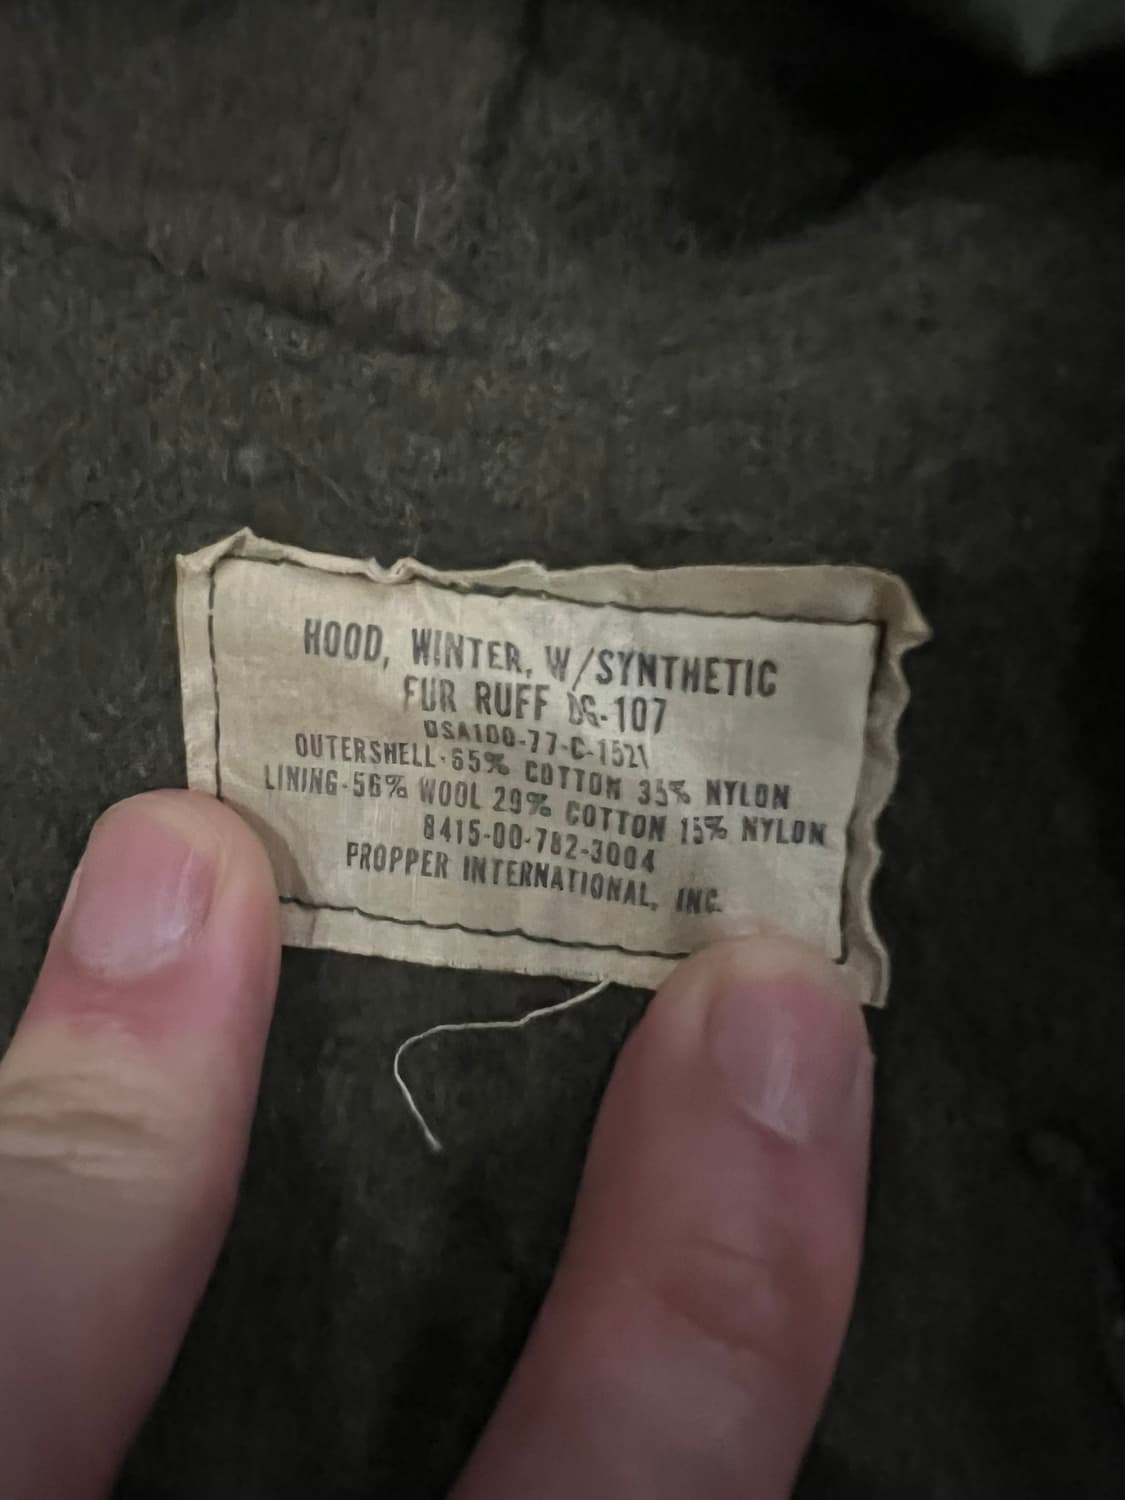 HOOD, WINTER, W/SYNTHETIC
FUR RUFF DG-107
DSA100-77-C-1521
OUTERSHELL-65% COTTON 35% NYLON
LINING-56% WOOL 29% COTTON 15% NYLON
8415-00-782-3004
PROPPER INTERNATIONAL, INC.